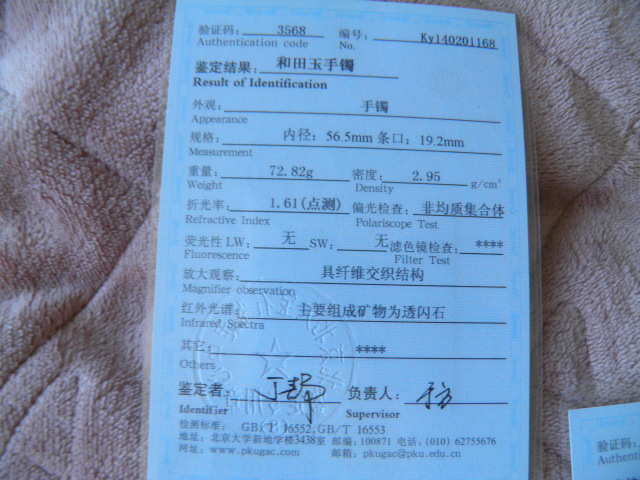 验证码: 3568 编号: Ky140201168
Authentication code No.
鉴定结果: 和田玉手镯
Result of Identification
外观: 手镯
Appearance
规格: 内径: 56.5mm 条口: 19.2mm
Measurement
重量: 72.82g 密度: 2.95 g/cm³
Weight Density
折光率: 1.61(点测) 偏光检查: 非均质集合体
Refractive Index Polariscope Test
荧光性 LW: 无 SW: 无 滤色镜检查: ****
Fluorescence Filter Test
放大观察: 具纤维交织结构
Magnifier observation
红外光谱: 主要组成矿物为透闪石
Infrared Spectra
其它: ****
Others
鉴定者: 负责人:
Identifier Supervisor
检测标准: GB/T 16552,GB/T 16553
地址: 北京大学新地学楼3438室 邮编: 100871 电话: (010) 62755676
网址: www.pkugac.com 邮箱: pkugac@pku.edu.cn
验证码:
Authenti